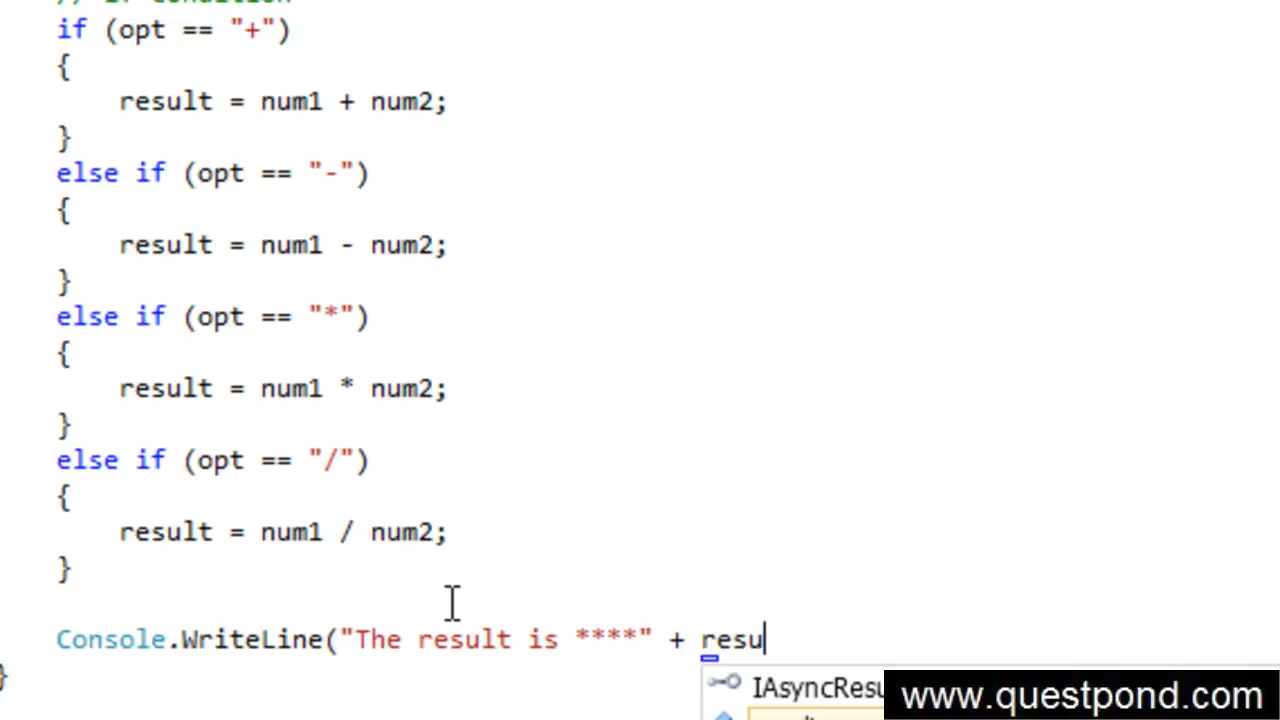 if (opt == "+")
{
result = num1 + num2;
}
else if (opt == "-")
{
result = num1 - num2;
}
else if (opt == "*")
{
result = num1 * num2;
}
else if (opt == "/")
{
result = num1 / num2;
}
Console.WriteLine("The result is ****" + resu
}
www.questpond.com